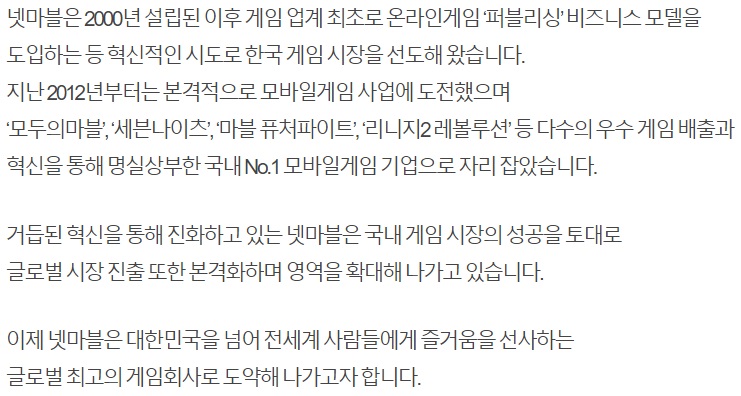 넷마블은 2000년 설립된 이후 게임 업계 최초로 온라인게임 ‘퍼블리싱’ 비즈니스 모델을
도입하는 등 혁신적인 시도로 한국 게임 시장을 선도해 왔습니다.
지난 2012년부터는 본격적으로 모바일게임 사업에 도전했으며
‘모두의마블’, ‘세븐나이츠’, ‘마블 퓨처파이트’, ‘리니지2 레볼루션’ 등 다수의 우수 게임 배출과
혁신을 통해 명실상부한 국내 No.1 모바일게임 기업으로 자리 잡았습니다.
거듭된 혁신을 통해 진화하고 있는 넷마블은 국내 게임 시장의 성공을 토대로
글로벌 시장 진출 또한 본격화하며 영역을 확대해 나가고 있습니다.
이제 넷마블은 대한민국을 넘어 전세계 사람들에게 즐거움을 선사하는
글로벌 최고의 게임회사로 도약해 나가고자 합니다.